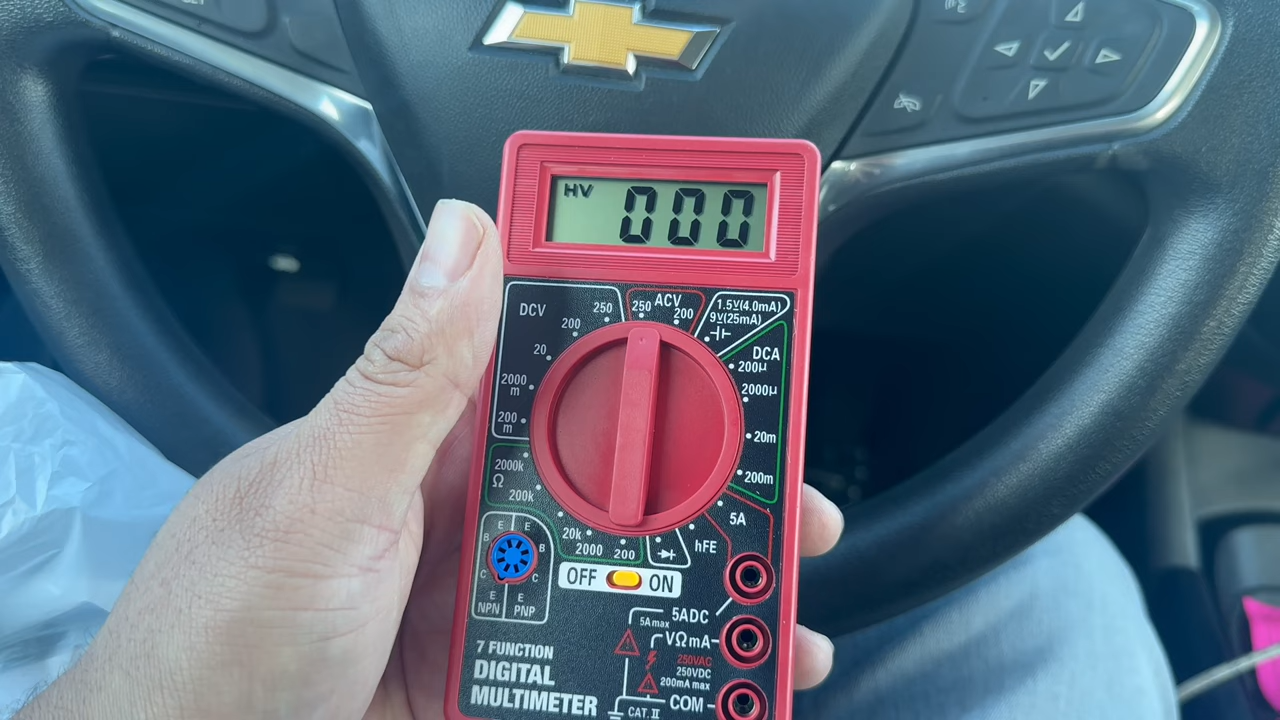 HV 000
DCV
250
200
20
2000
m
200
m
ACV
250
200
1.5V(4.0mA)
9V(25mA)
DCA
200μ
2000μ
20m
200m
5A
hFE
2000k
Ω
200k
20k
2000
200
OFF ON
E E
B B
C C
E E
NPN PNP
5ADC
5Amax
VΩmA
250VAC
250VDC
200mA max
COM
CAT. II
7 FUNCTION
DIGITAL
MULTIMETER